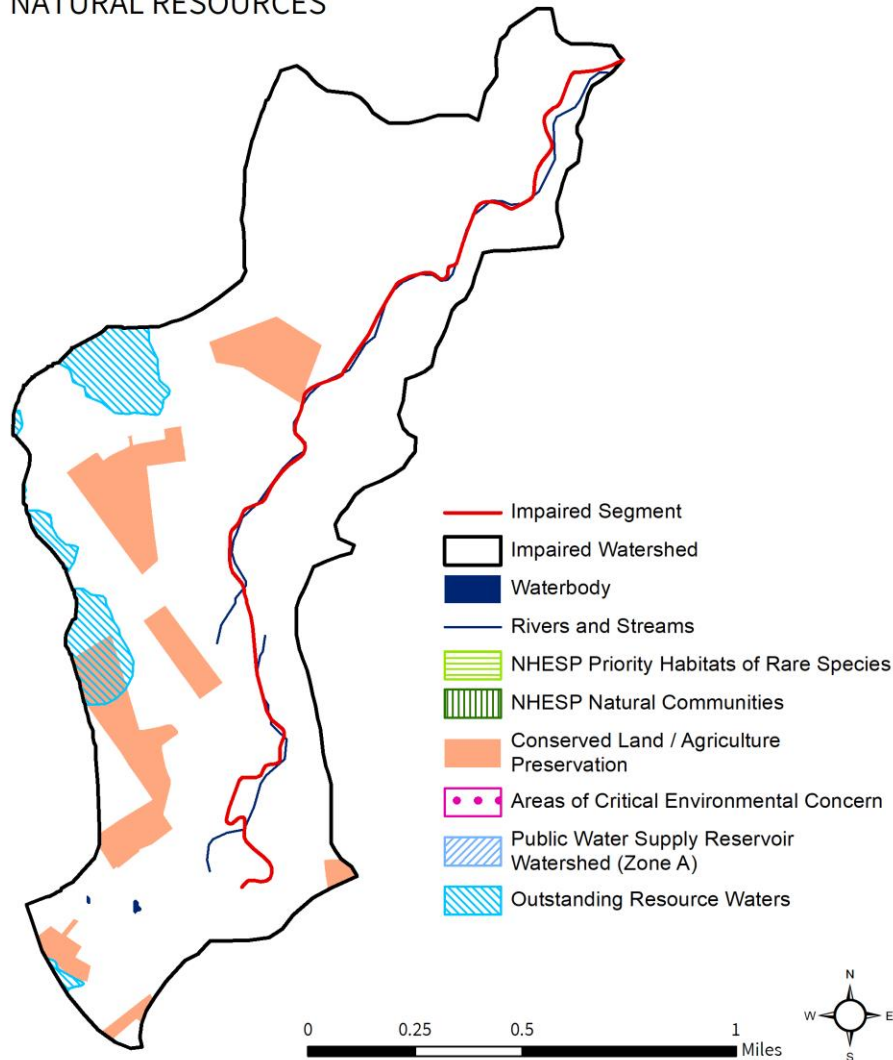 NATURAL RESOURCES
Impaired Segment
Impaired Watershed
Waterbody
Rivers and Streams
NHESP Priority Habitats of Rare Species
NHESP Natural Communities
Conserved Land / Agriculture
Preservation
Areas of Critical Environmental Concern
Public Water Supply Reservoir
Watershed (Zone A)
Outstanding Resource Waters
N
W E
S
0 0.25 0.5 1
Miles